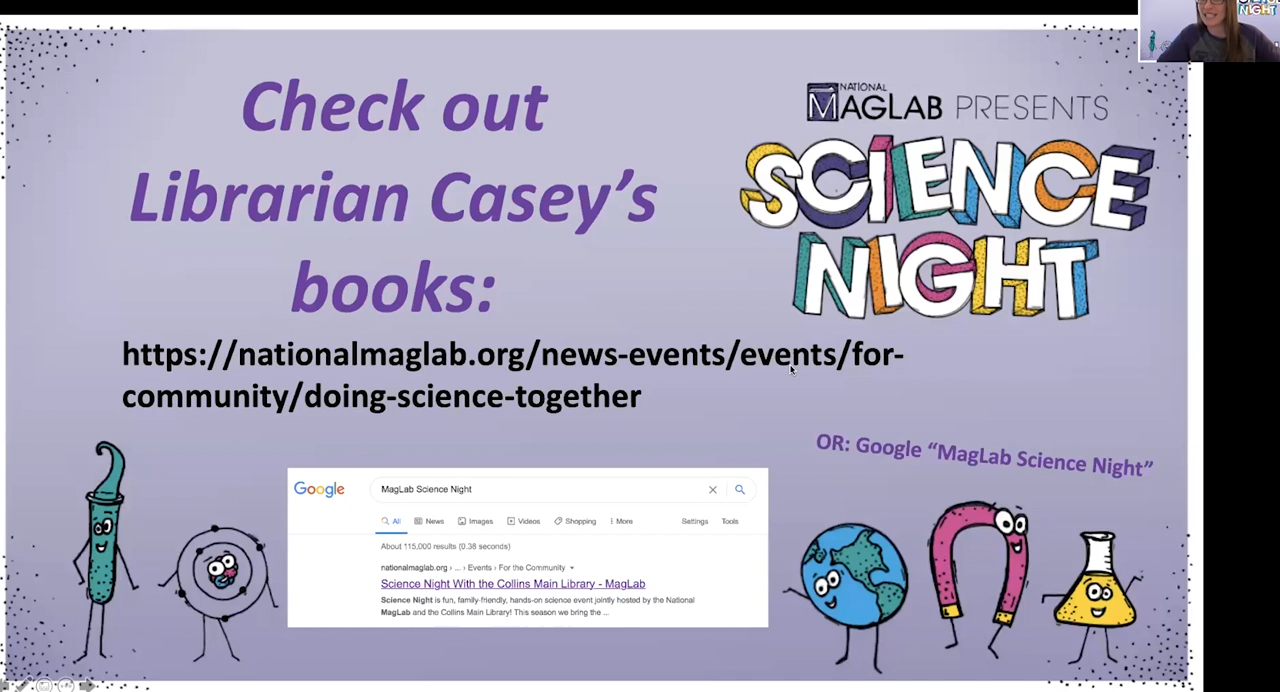 Check out
Librarian Casey's
books:
NATIONAL
MAGLAB PRESENTS
SCIENCE
NIGHT
https://nationalmaglab.org/news-events/events/for-
community/doing-science-together
OR: Google “MagLab Science Night”
Google
MagLab Science Night
All News Images Videos Shopping More Settings Tools
About 115,000 results (0.38 seconds)
nationalmaglab.org › ... › Events › For the Community
Science Night With the Collins Main Library - MagLab
Science Night is fun, family-friendly, hands-on science event jointly hosted by the National
MagLab and the Collins Main Library! This season we bring the ...
NIGHT